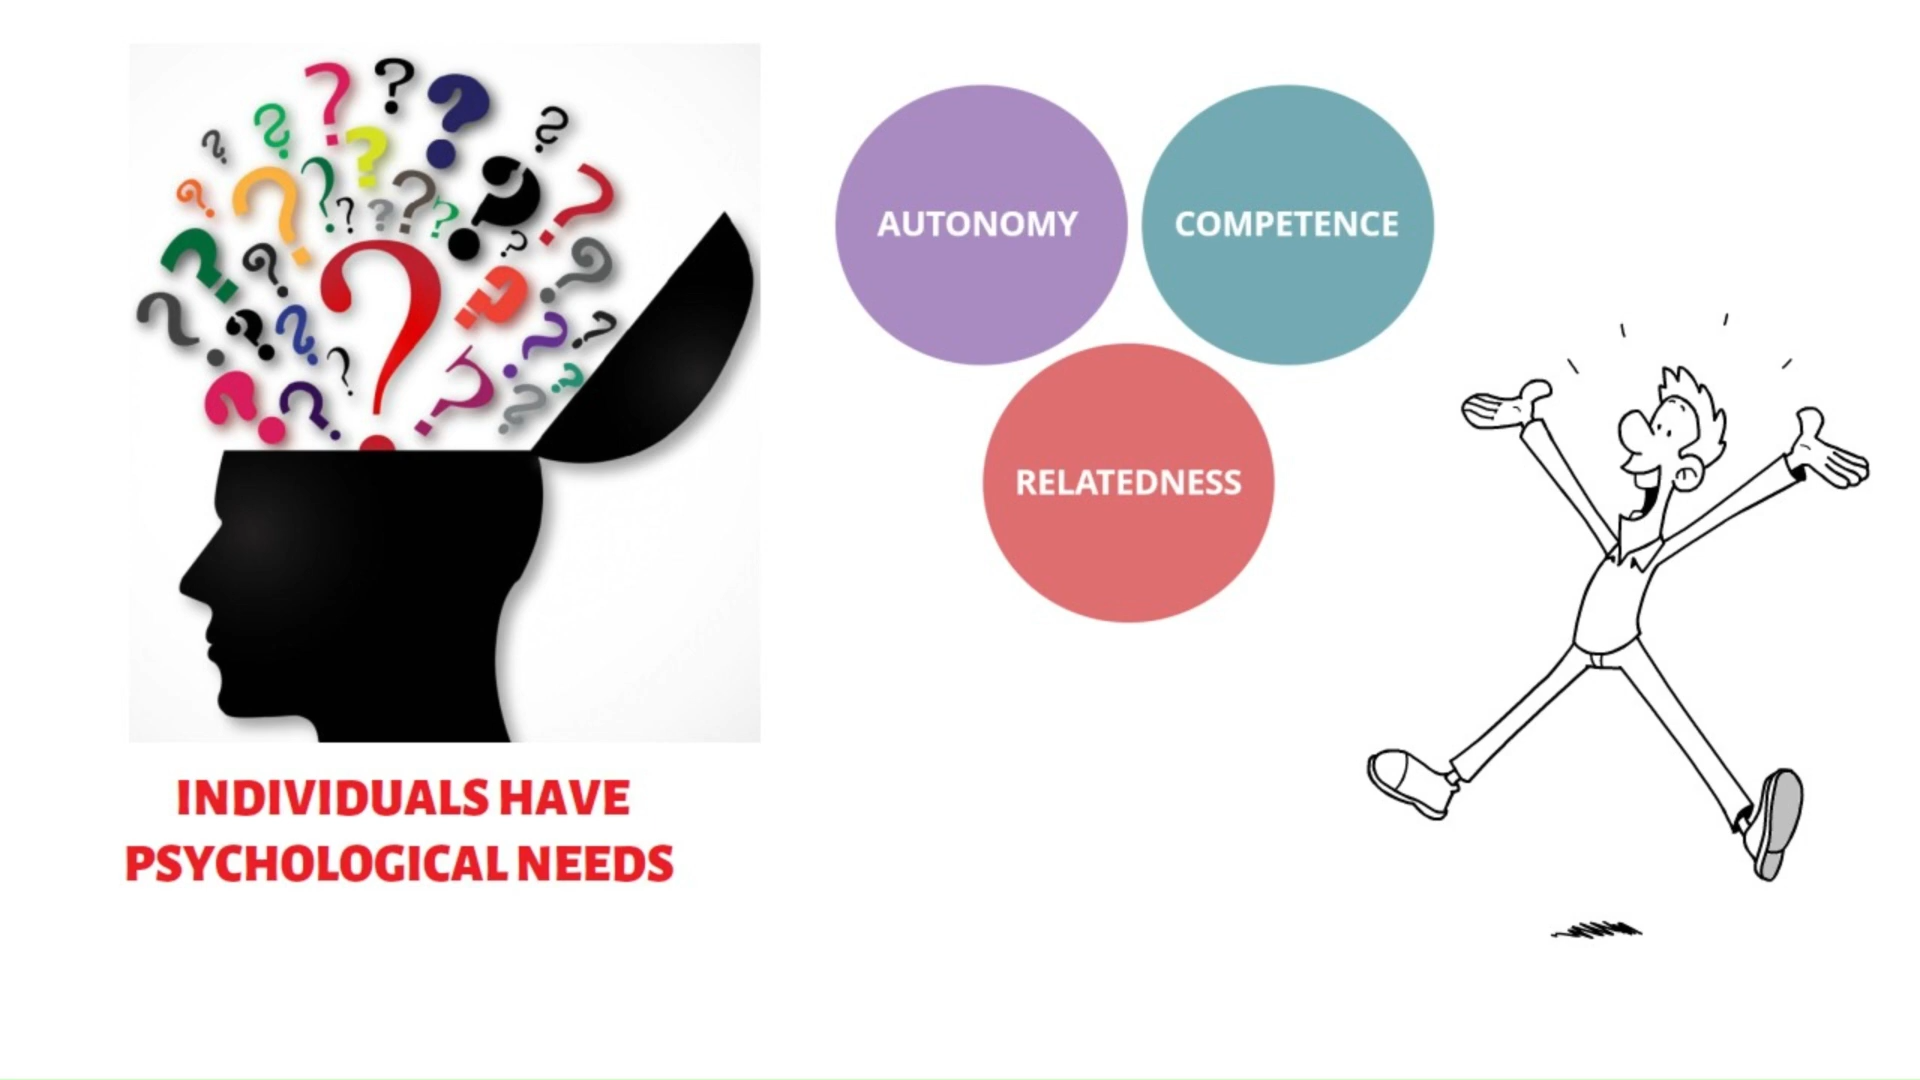 AUTONOMY
COMPETENCE
RELATEDNESS
INDIVIDUALS HAVE
PSYCHOLOGICAL NEEDS